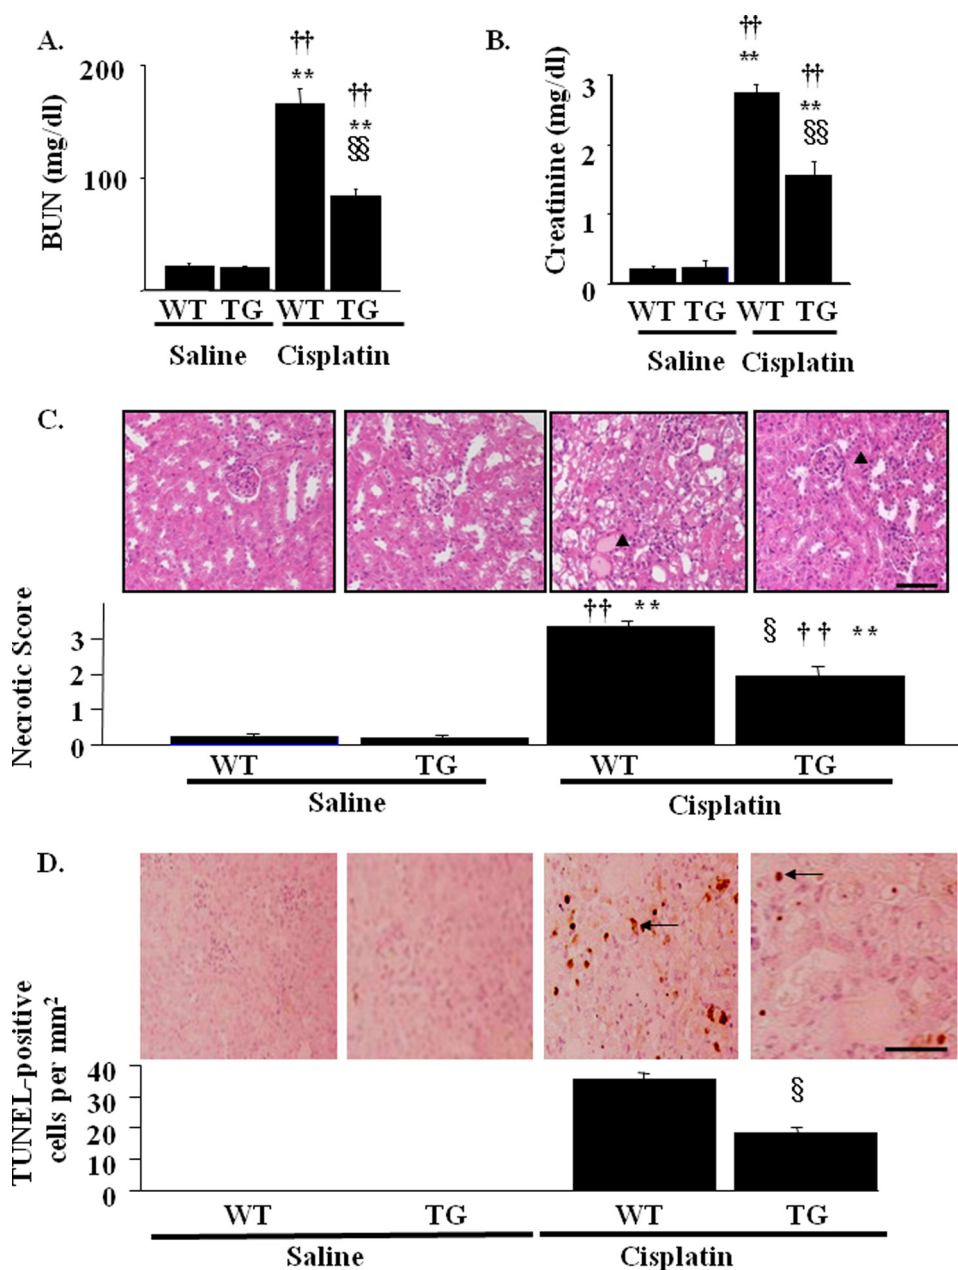 A.
BUN (mg/dl)
200
100
††
**
††
**
§§
WT TG WT TG
Saline Cisplatin
B.
Creatinine (mg/dl)
3
2
1
0
††
**
††
**
§§
WT TG WT TG
Saline Cisplatin
C.
Necrotic Score
3
2
1
0
†† **
§ †† **
WT TG WT TG
Saline Cisplatin
D.
TUNEL-positive
cells per mm²
40
30
20
10
0
§
WT TG WT TG
Saline Cisplatin